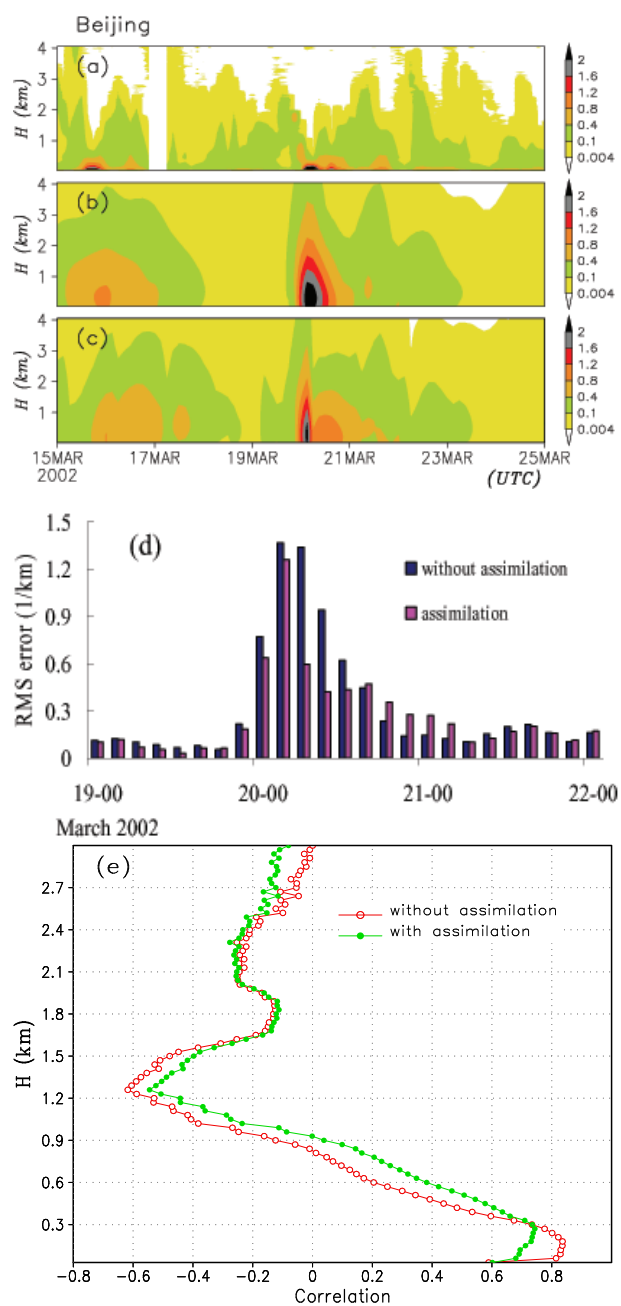 Beijing
(a)
H (km)
4
3
2
1
2
1.6
1.2
0.8
0.4
0.1
0.004
(b)
H (km)
4
3
2
1
2
1.6
1.2
0.8
0.4
0.1
0.004
(c)
H (km)
4
3
2
1
2
1.6
1.2
0.8
0.4
0.1
0.004
15MAR 17MAR 19MAR 21MAR 23MAR 25MAR
2002
(UTC)
(d)
RMS error (1/km)
1.5
1.2
0.9
0.6
0.3
0
without assimilation
assimilation
19-00 20-00 21-00 22-00
March 2002
(e)
H (km)
2.7
2.4
2.1
1.8
1.5
1.2
0.9
0.6
0.3
without assimilation
with assimilation
-0.8 -0.6 -0.4 -0.2 0 0.2 0.4 0.6 0.8
Correlation